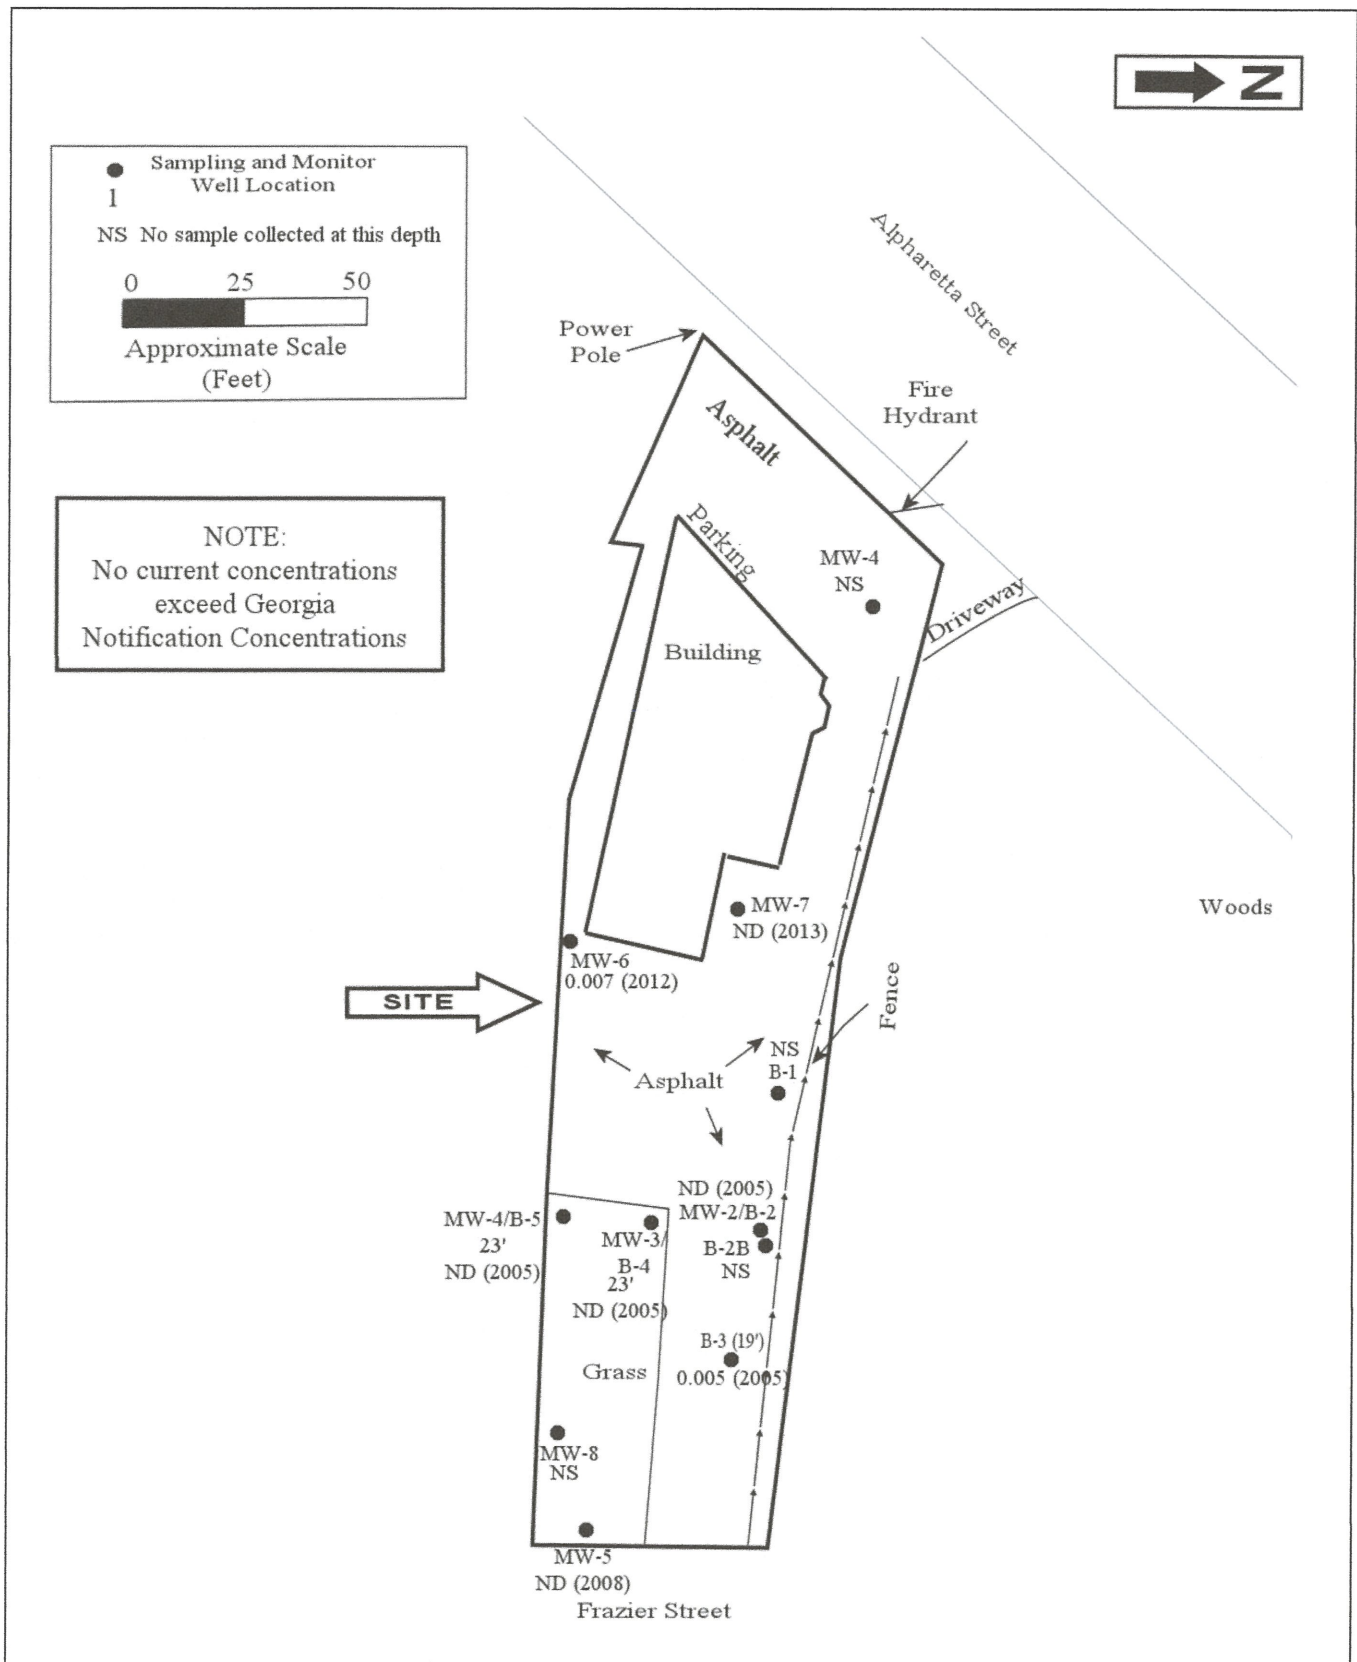 N
Sampling and Monitor
Well Location
1
NS No sample collected at this depth
0 25 50
Approximate Scale
(Feet)
Alpharetta Street
Power
Pole
Fire
Hydrant
Asphalt
NOTE:
No current concentrations
exceed Georgia
Notification Concentrations
Parking
MW-4
NS
Driveway
Building
Woods
MW-7
ND (2013)
MW-6
0.007 (2012)
SITE
Fence
NS
B-1
Asphalt
ND (2005)
MW-2/B-2
B-2B
NS
MW-4/B-5
23'
ND (2005)
MW-3/
B-4
23'
ND (2005)
B-3 (19')
0.005 (2005)
Grass
MW-8
NS
MW-5
ND (2008)
Frazier Street